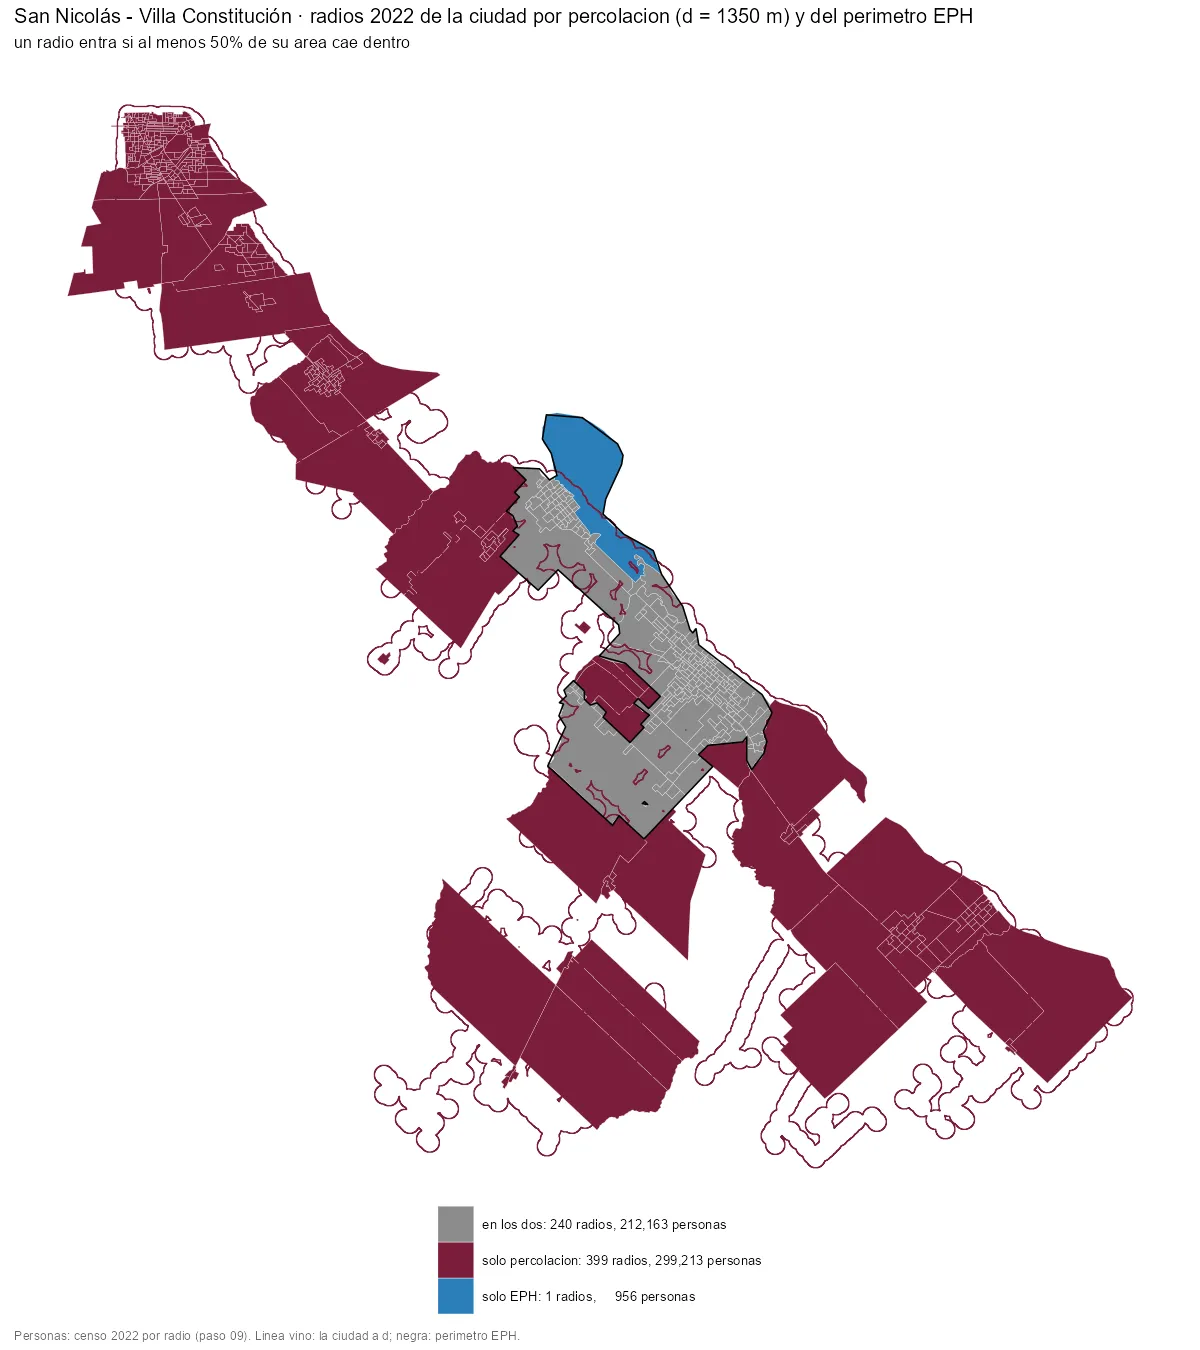 San Nicolás - Villa Constitución · radios 2022 de la ciudad por percolacion (d = 1350 m) y del perimetro EPH
un radio entra si al menos 50% de su area cae dentro
en los dos: 240 radios, 212,163 personas
solo percolacion: 399 radios, 299,213 personas
solo EPH: 1 radios, 956 personas
Personas: censo 2022 por radio (paso 09). Linea vino: la ciudad a d; negra: perimetro EPH.